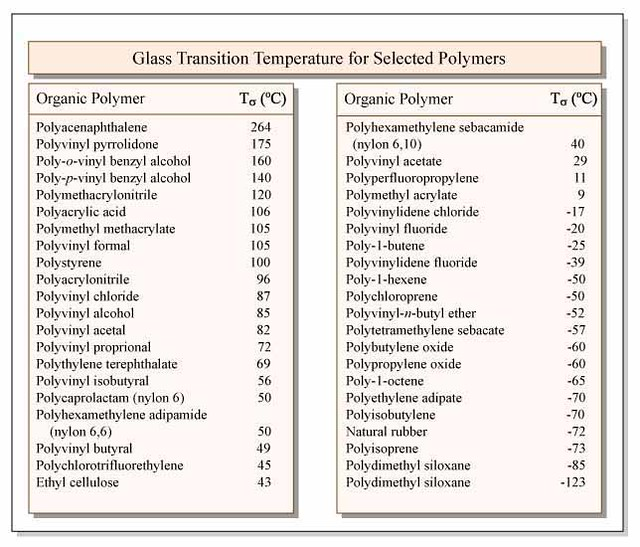 Glass Transition Temperature for Selected Polymers
Organic Polymer Tσ (ºC)
Polyacenaphthalene 264
Polyvinyl pyrrolidone 175
Poly-o-vinyl benzyl alcohol 160
Poly-p-vinyl benzyl alcohol 140
Polymethacrylonitrile 120
Polyacrylic acid 106
Polymethyl methacrylate 105
Polyvinyl formal 105
Polystyrene 100
Polyacrylonitrile 96
Polyvinyl chloride 87
Polyvinyl alcohol 85
Polyvinyl acetal 82
Polyvinyl proprional 72
Polythylene terephthalate 69
Polyvinyl isobutyral 56
Polycaprolactam (nylon 6) 50
Polyhexamethylene adipamide
(nylon 6,6) 50
Polyvinyl butyral 49
Polychlorotrifluorethylene 45
Ethyl cellulose 43
Organic Polymer Tσ (ºC)
Polyhexamethylene sebacamide
(nylon 6,10) 40
Polyvinyl acetate 29
Polyperfluoropropylene 11
Polymethyl acrylate 9
Polyvinylidene chloride -17
Polyvinyl fluoride -20
Poly-1-butene -25
Polyvinylidene fluoride -39
Poly-1-hexene -50
Polychloroprene -50
Polyvinyl-n-butyl ether -52
Polytetramethylene sebacate -57
Polybutylene oxide -60
Polypropylene oxide -60
Poly-1-octene -65
Polyethylene adipate -70
Polyisobutylene -70
Natural rubber -72
Polyisoprene -73
Polydimethyl siloxane -85
Polydimethyl siloxane -123